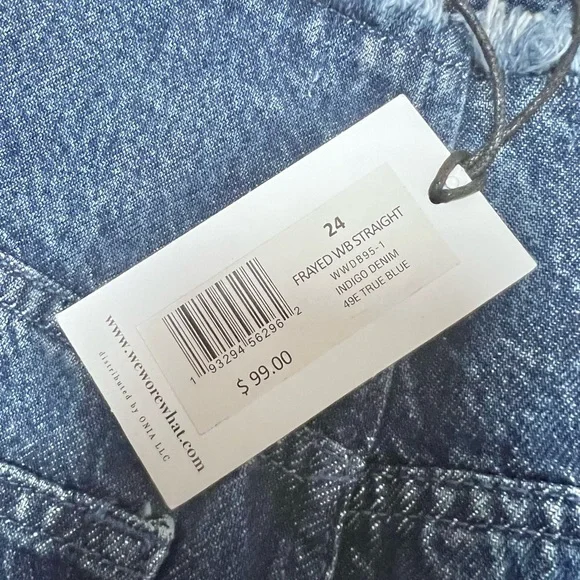 24
FRAYED WB STRAIGHT
WWDB95-1
INDIGO DENIM
49E TRUE BLUE
1 93294 56296 2
$ 99.00
www.weworewhat.com
distributed by ONIA LLC